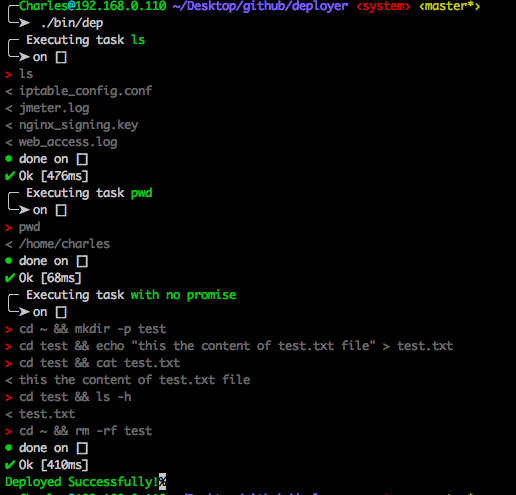 Charles@192.168.0.110 ~/Desktop/github/deployer ‹system› ‹master*›
./bin/dep
Executing task ls
on []
> ls
< iptable_config.conf
< jmeter.log
< nginx_signing.key
< web_access.log
● done on []
✔ Ok [476ms]
Executing task pwd
on []
> pwd
< /home/charles
● done on []
✔ Ok [68ms]
Executing task with no promise
on []
> cd ~ && mkdir -p test
> cd test && echo "this the content of test.txt file" > test.txt
> cd test && cat test.txt
< this the content of test.txt file
> cd test && ls -h
< test.txt
> cd ~ && rm -rf test
● done on []
✔ Ok [410ms]
Deployed Successfully!%